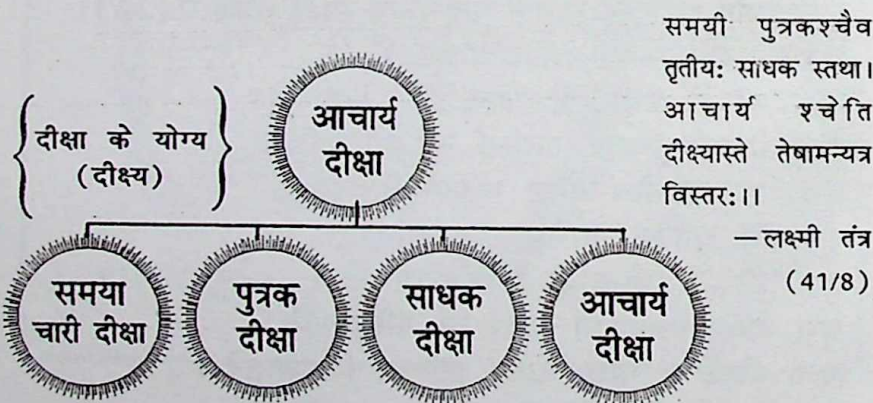 समयी पुत्रकश्चैव
तृतीय: साधक स्तथा।
आचार्य श्चेति
दीक्ष्यास्ते तेषामन्यत्र
विस्तर:।।
—लक्ष्मी तंत्र
(41/8)
दीक्षा के योग्य
(दीक्ष्य)
आचार्य
दीक्षा
समया
चारी दीक्षा
पुत्रक
दीक्षा
साधक
दीक्षा
आचार्य
दीक्षा